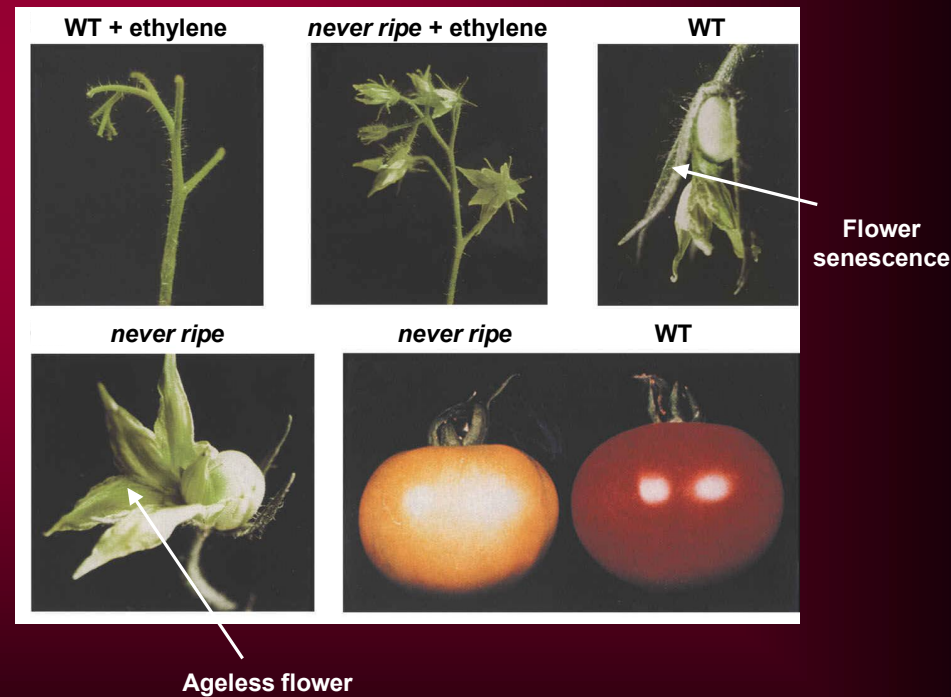 WT + ethylene
never ripe + ethylene
WT
Flower
senescence
never ripe
never ripe
WT
Ageless flower